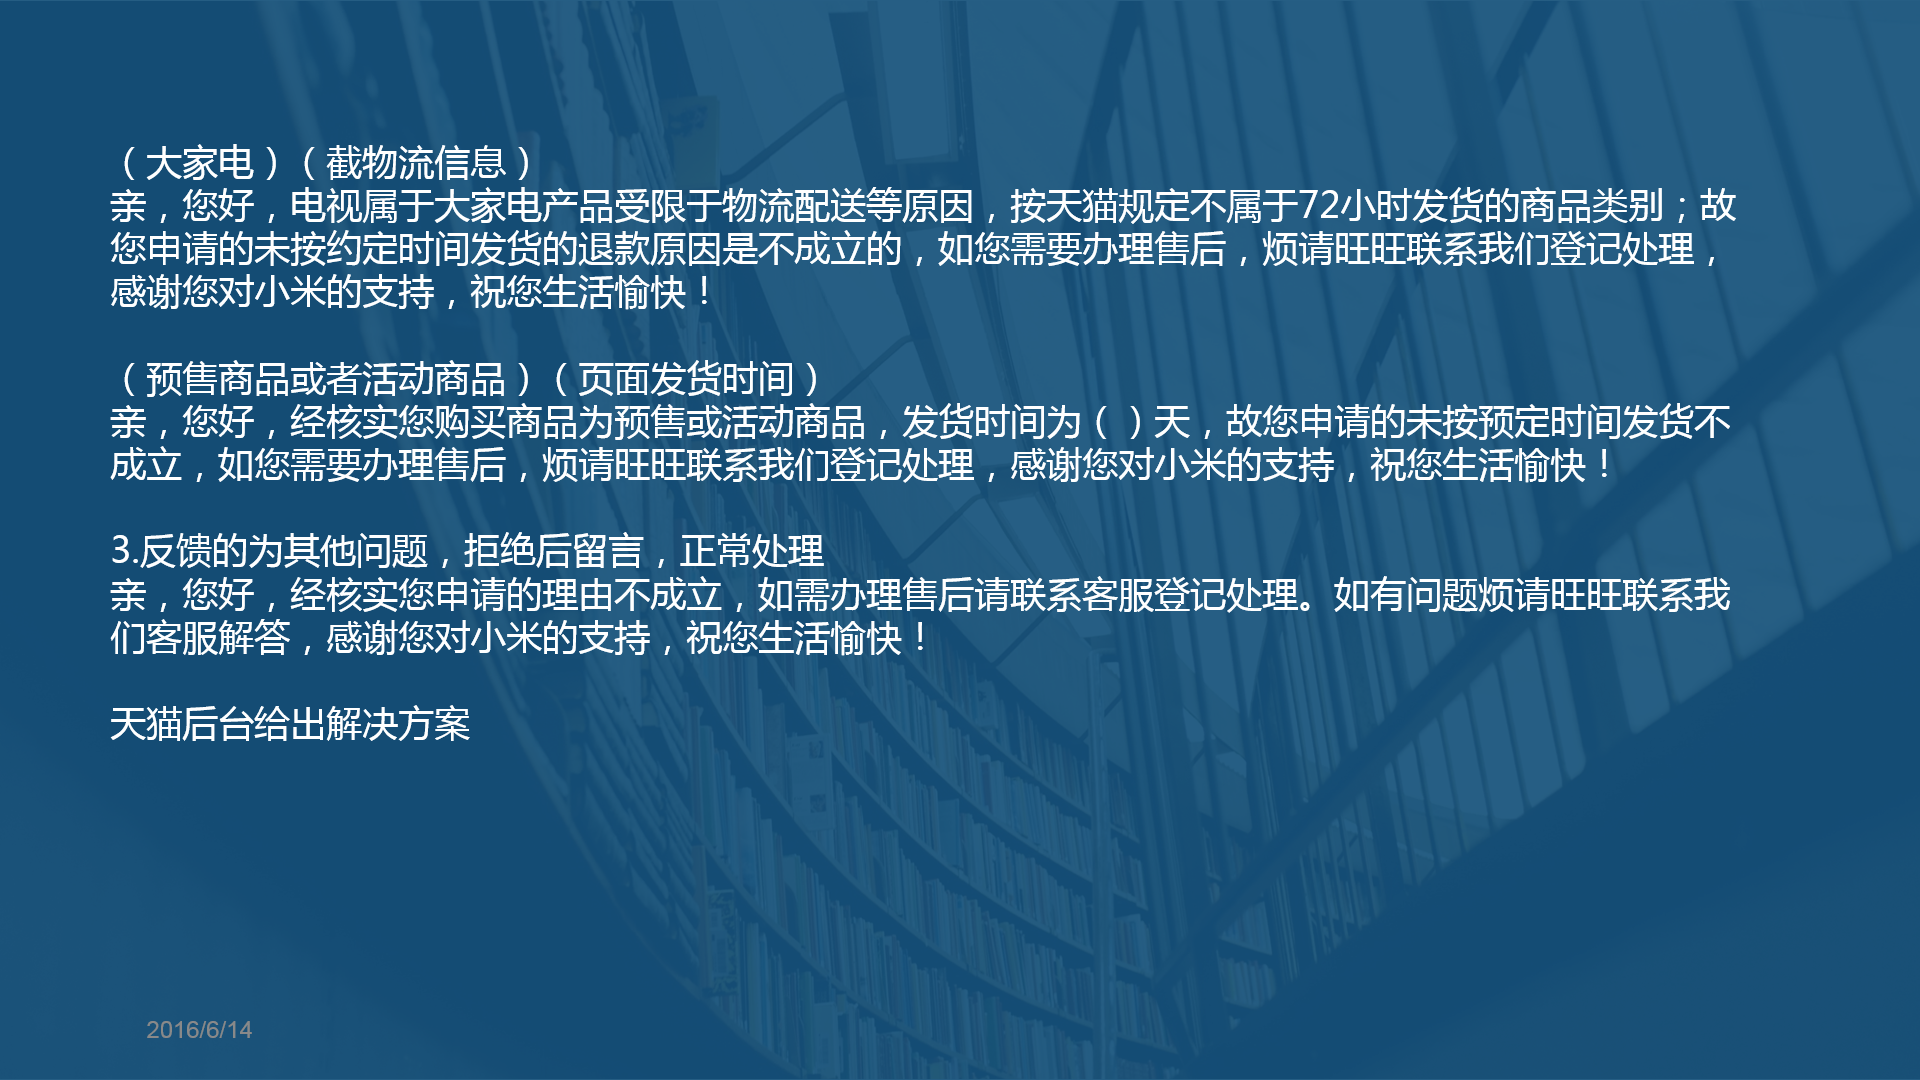 （大家电）（截物流信息）
亲，您好，电视属于大家电产品受限于物流配送等原因，按天猫规定不属于72小时发货的商品类别；故
您申请的未按约定时间发货的退款原因是不成立的，如您需要办理售后，烦请旺旺联系我们登记处理，
感谢您对小米的支持，祝您生活愉快！
（预售商品或者活动商品）（页面发货时间）
亲，您好，经核实您购买商品为预售或活动商品，发货时间为（ ）天，故您申请的未按预定时间发货不
成立，如您需要办理售后，烦请旺旺联系我们登记处理，感谢您对小米的支持，祝您生活愉快！
3.反馈的为其他问题，拒绝后留言，正常处理
亲，您好，经核实您申请的理由不成立，如需办理售后请联系客服登记处理。如有问题烦请旺旺联系我
们客服解答，感谢您对小米的支持，祝您生活愉快！
天猫后台给出解决方案
2016/6/14